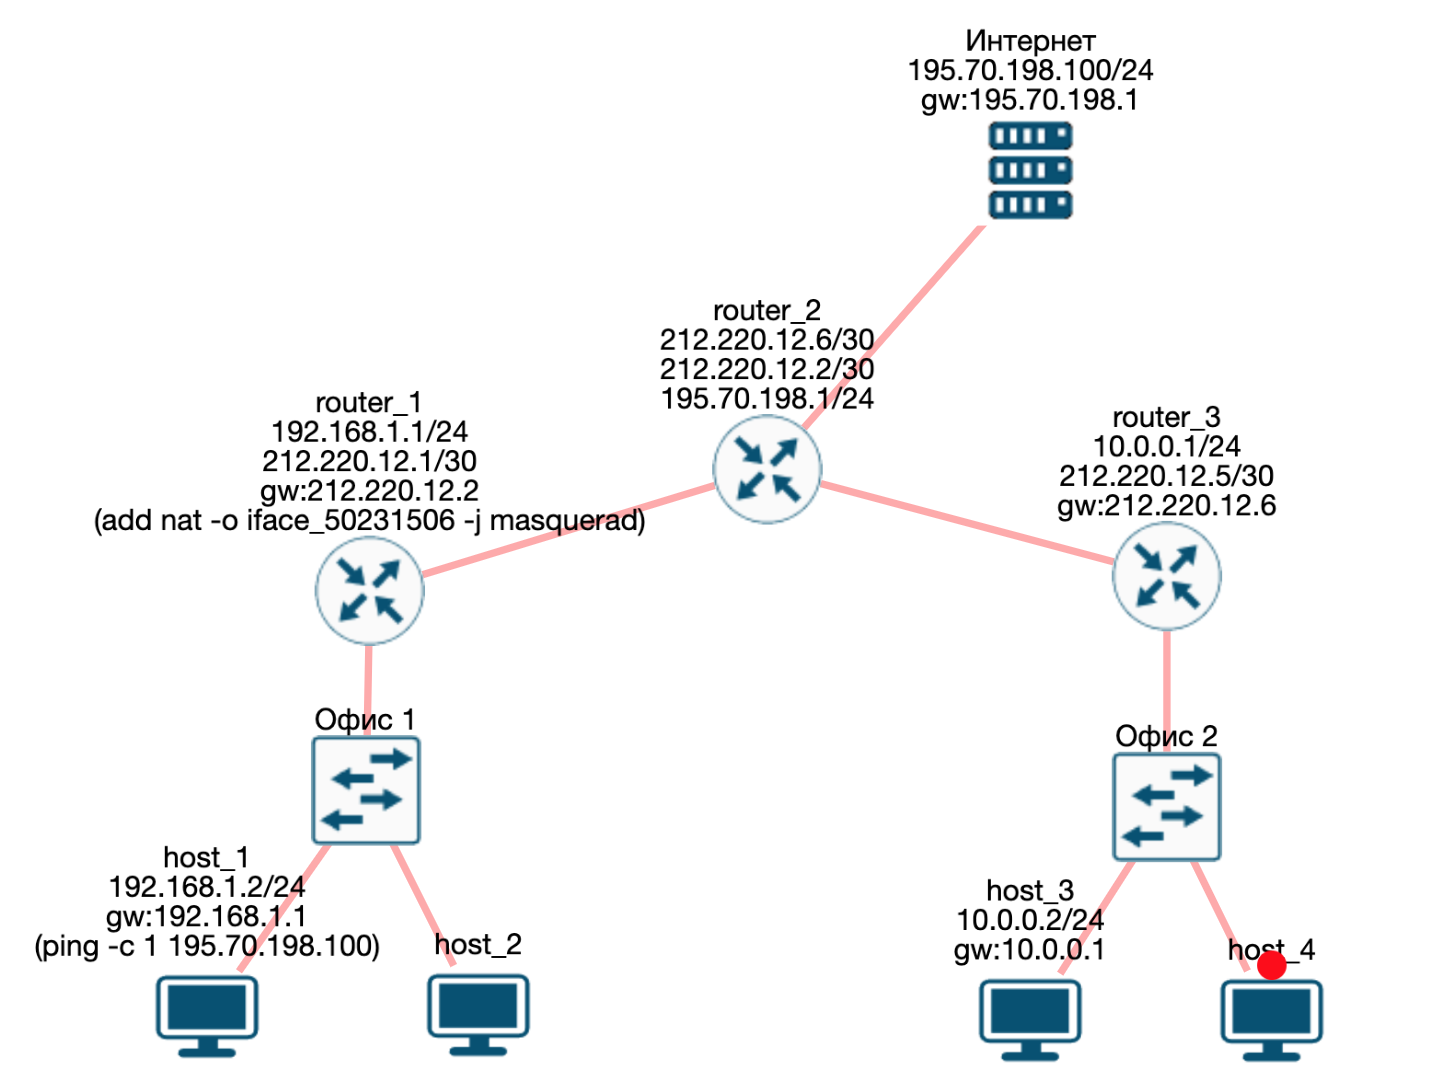 Интернет
195.70.198.100/24
gw:195.70.198.1
router_2
212.220.12.6/30
212.220.12.2/30
195.70.198.1/24
router_1
192.168.1.1/24
212.220.12.1/30
gw:212.220.12.2
(add nat -o iface_50231506 -j masquerad)
router_3
10.0.0.1/24
212.220.12.5/30
gw:212.220.12.6
Офис 1
Офис 2
host_1
192.168.1.2/24
gw:192.168.1.1
(ping -c 1 195.70.198.100)
host_2
host_3
10.0.0.2/24
gw:10.0.0.1
host_4